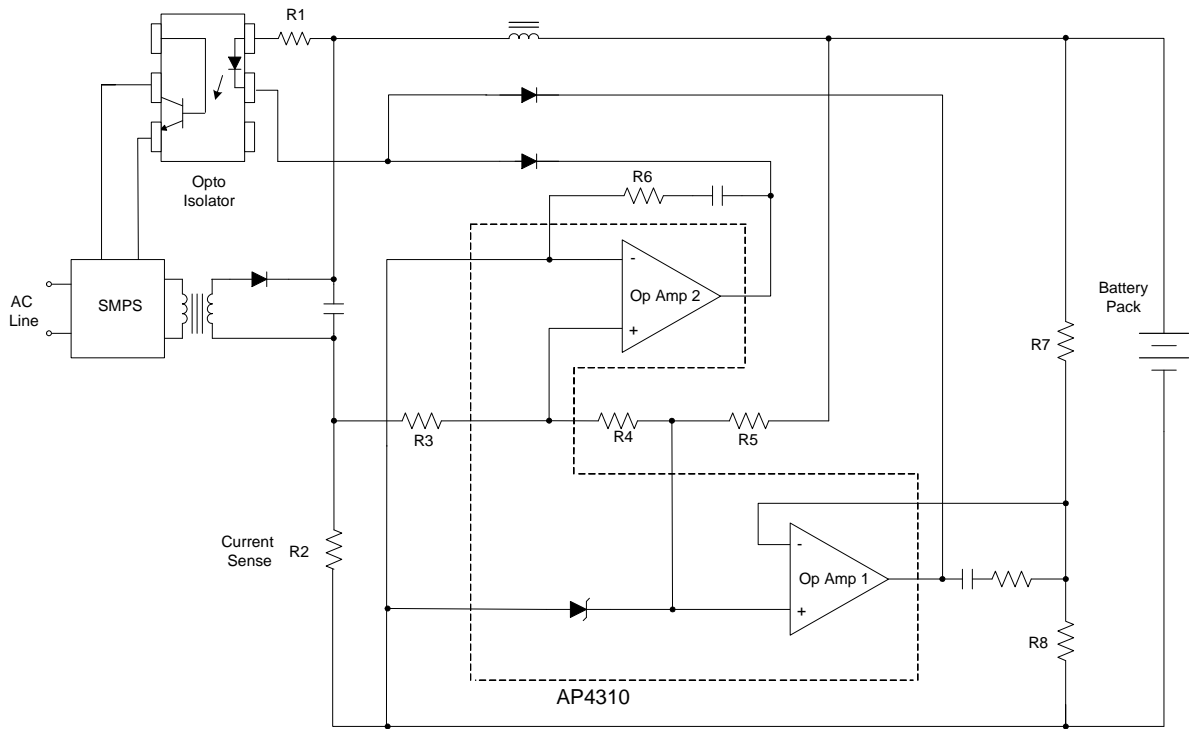 R1
Opto
Isolator
R6
-
Op Amp 2
+
AC
Line
SMPS
Battery
Pack
R7
R3
R4
R5
Current
Sense
R2
-
Op Amp 1
+
R8
AP4310